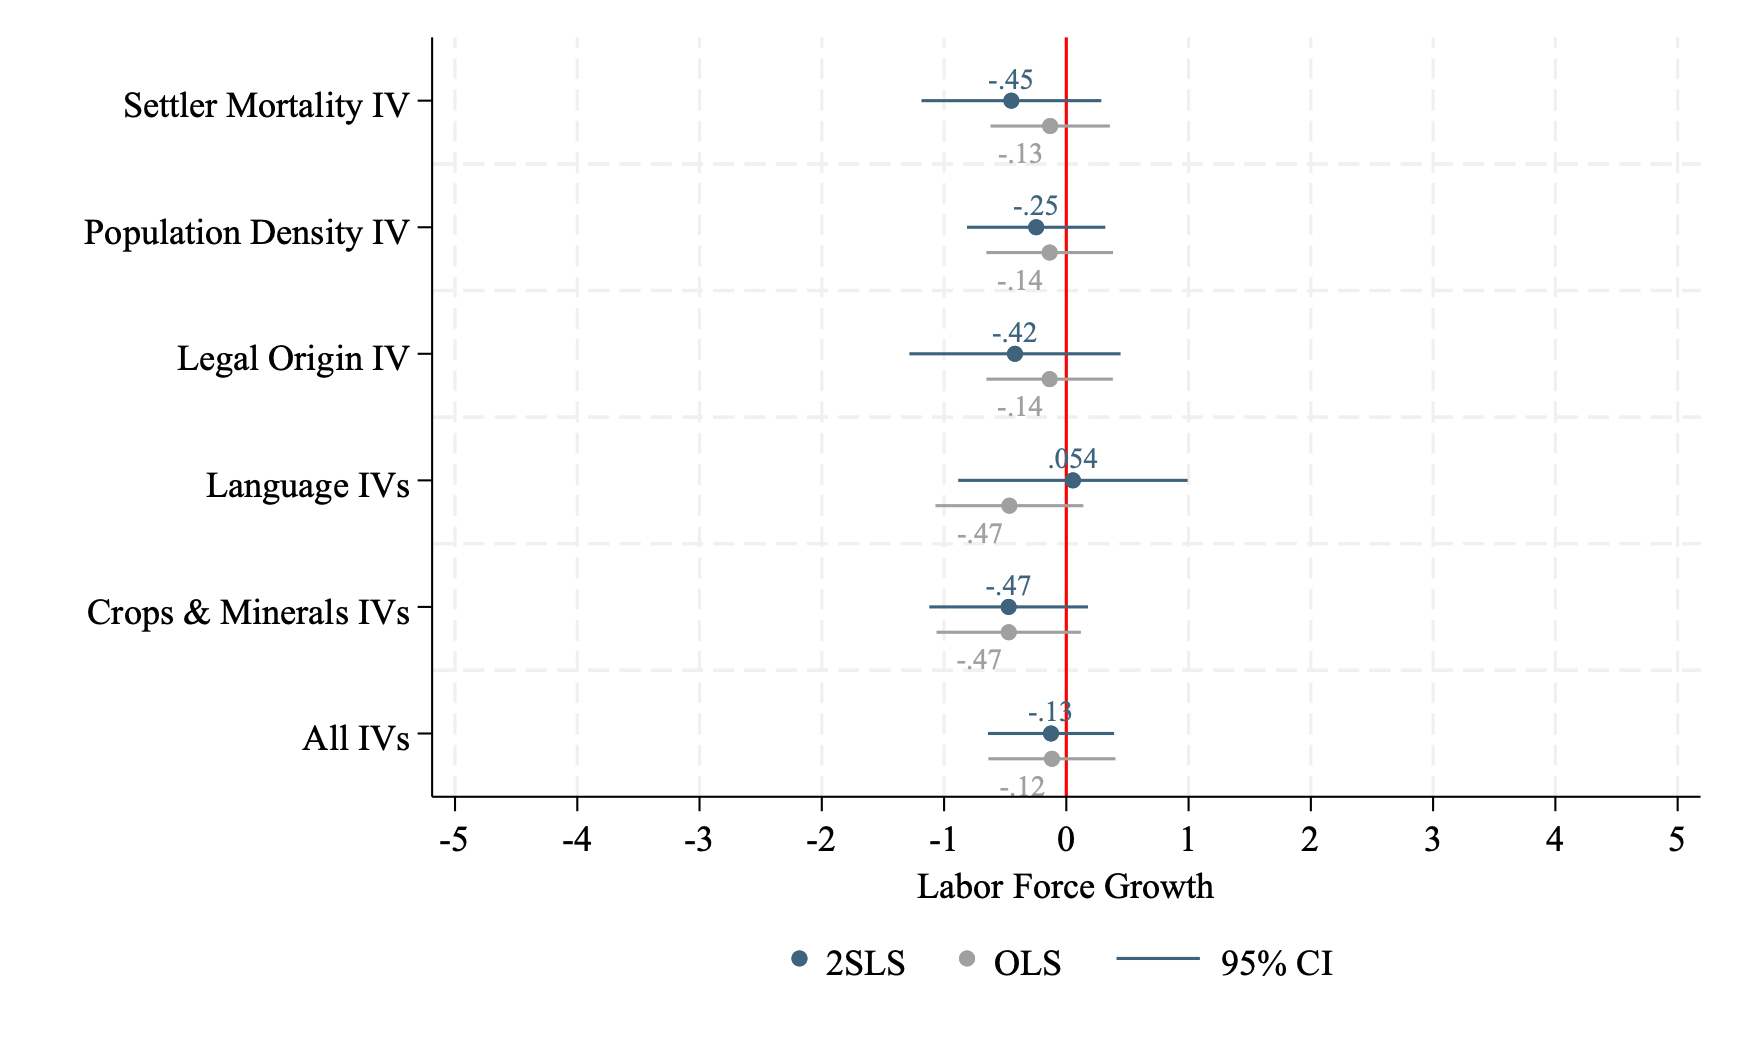 -.45
Settler Mortality IV
-.13
-.25
Population Density IV
-.14
-.42
Legal Origin IV
-.14
.054
Language IVs
-.47
-.47
Crops & Minerals IVs
-.47
-.13
All IVs
-.12
-5 -4 -3 -2 -1 0 1 2 3 4 5
Labor Force Growth
2SLS OLS 95% CI